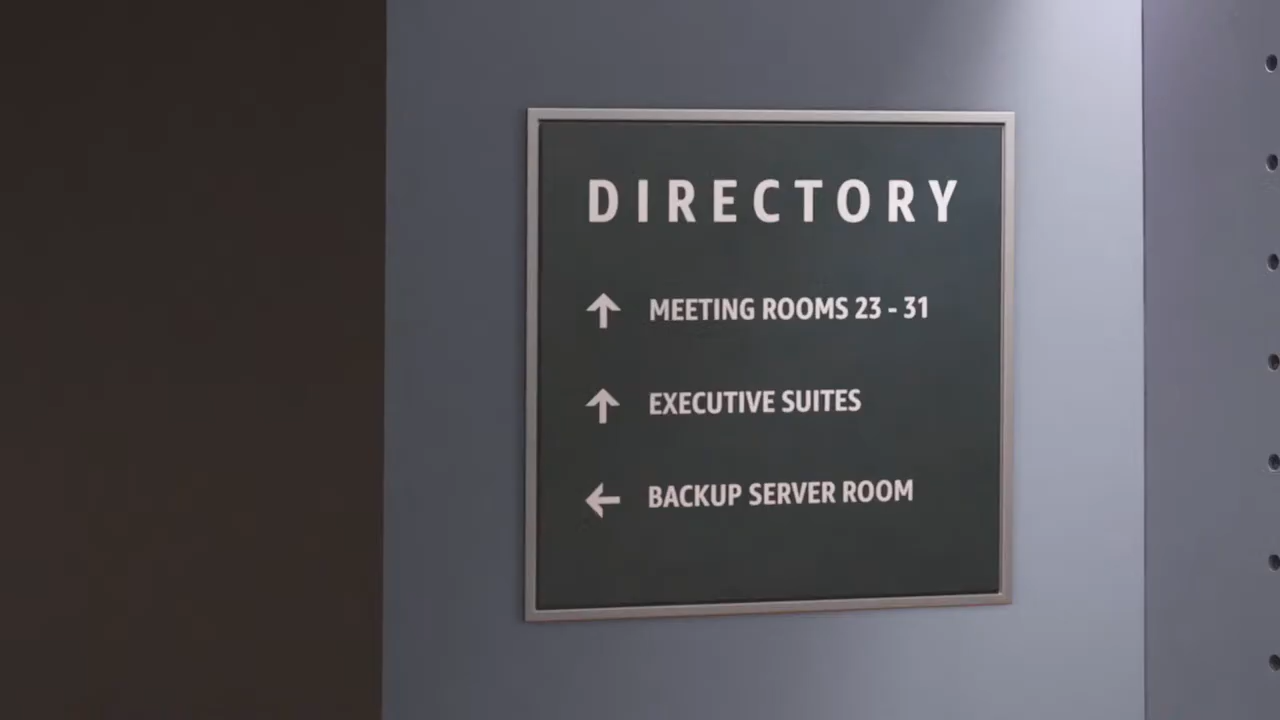 DIRECTORY
↑ MEETING ROOMS 23 - 31
↑ EXECUTIVE SUITES
← BACKUP SERVER ROOM